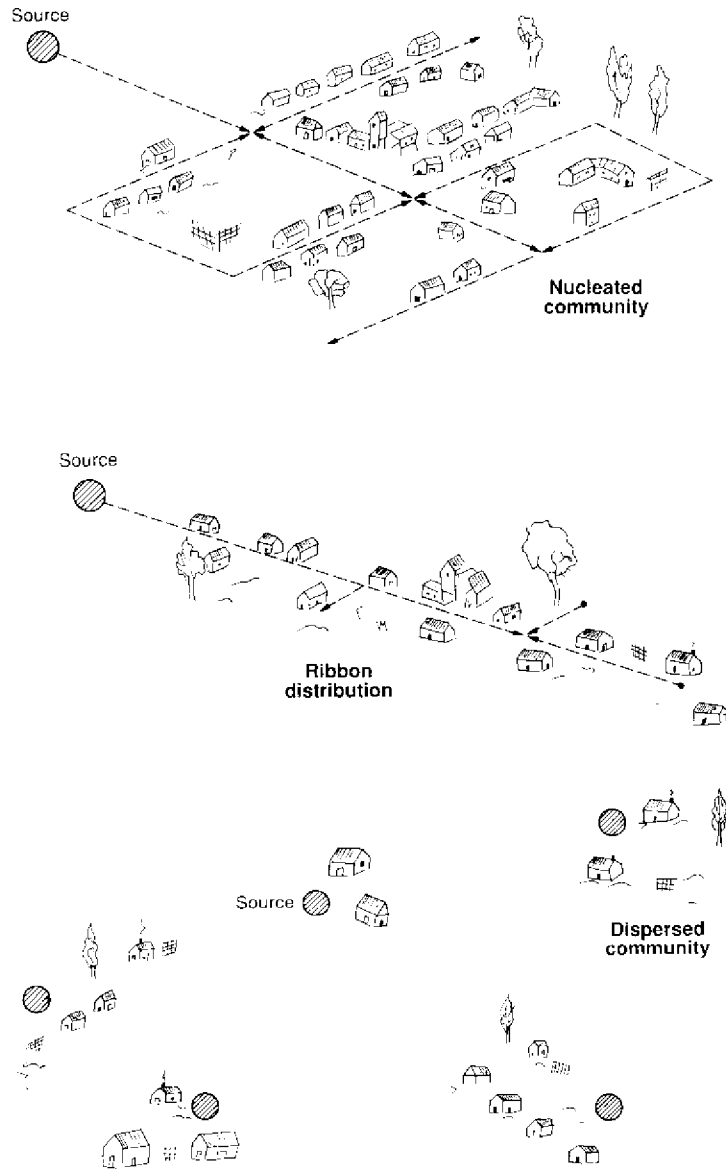 Source
Nucleated
community
Source
Ribbon
distribution
Source
Dispersed
community